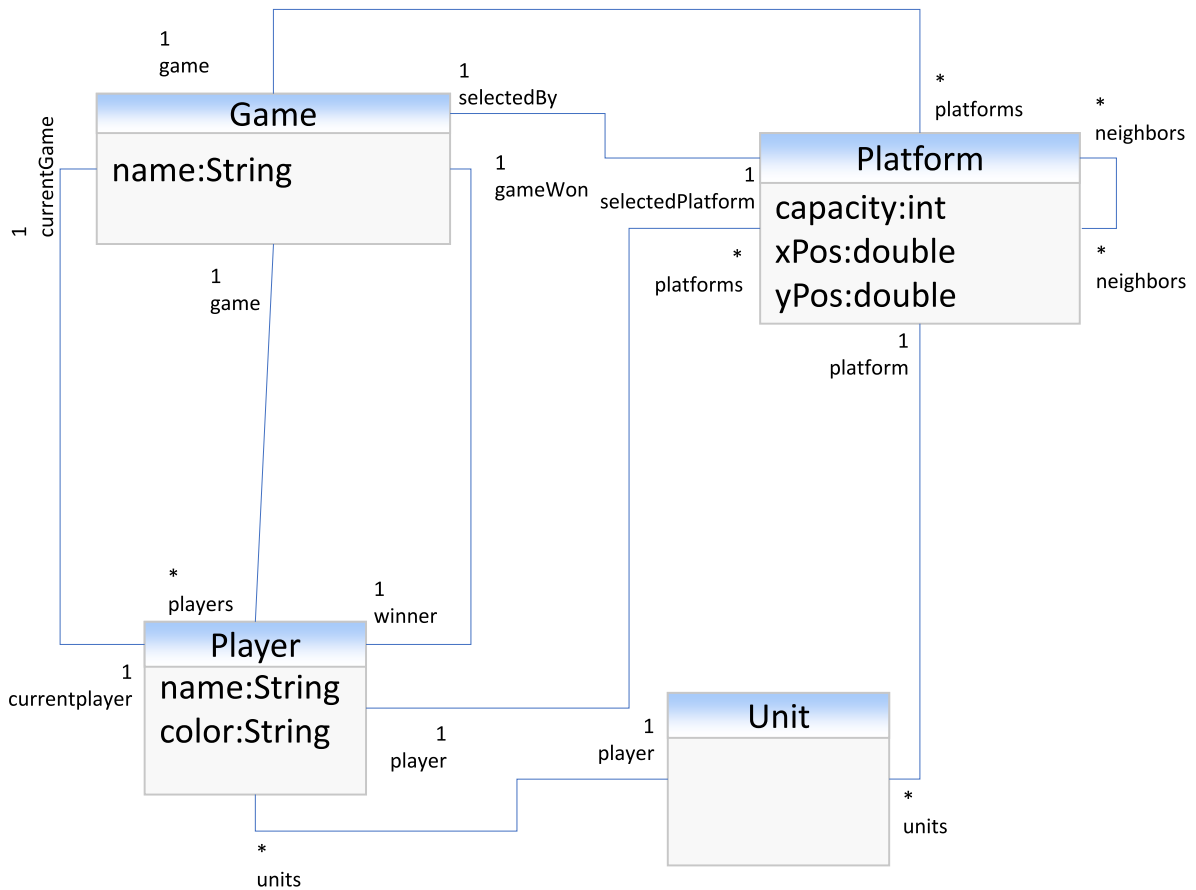 1
game
1
selectedBy
*
platforms
*
neighbors
Game
name:String
currentGame
1
1
gameWon
1
selectedPlatform
Platform
capacity:int
xPos:double
yPos:double
*
platforms
*
neighbors
1
game
1
platform
*
players
1
winner
Player
name:String
color:String
1
currentplayer
1
player
1
player
Unit
*
units
*
units